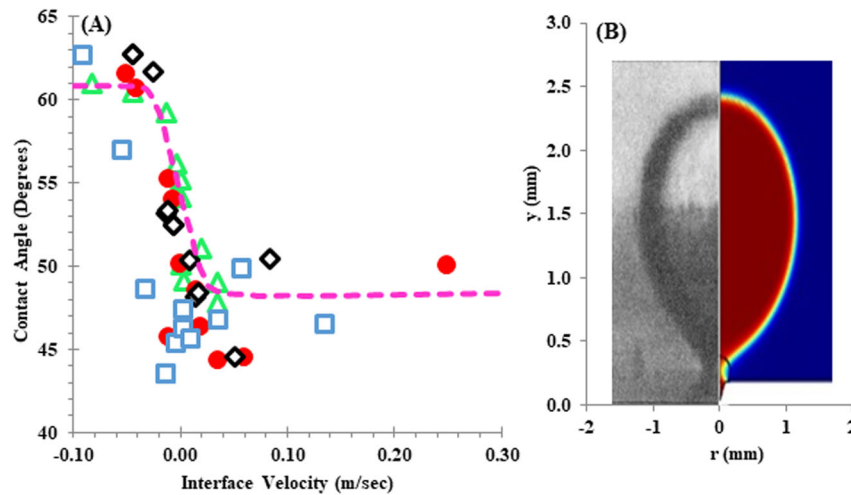 (A)
65
60
55
50
45
40
Contact Angle (Degrees)
-0.10 0.00 0.10 0.20 0.30
Interface Velocity (m/sec)
(B)
3.0
2.5
2.0
1.5
1.0
0.5
0.0
y (mm)
-2 -1 0 1 2
r (mm)